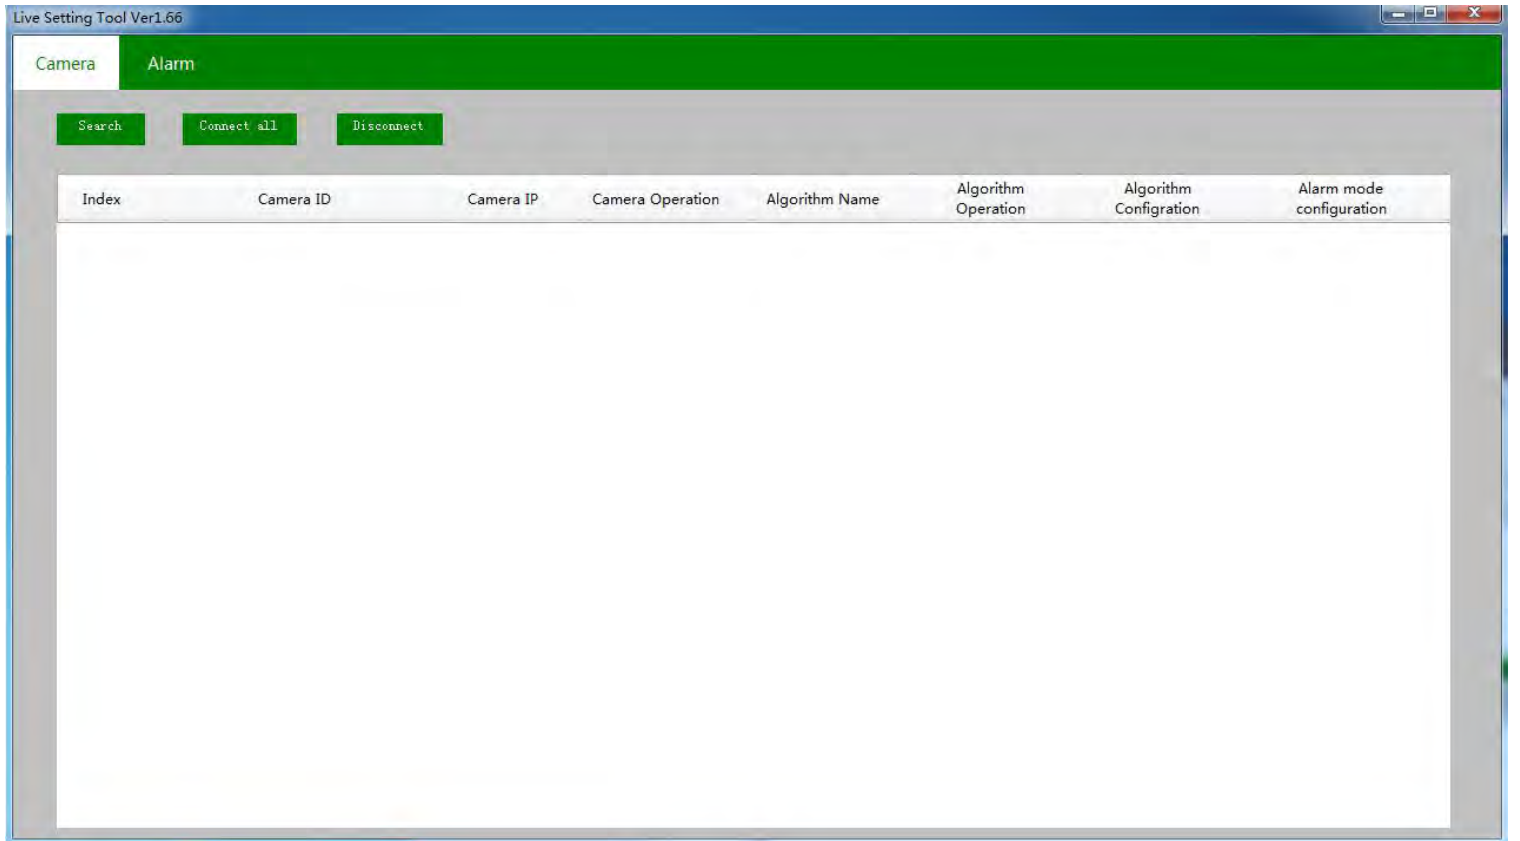 Live Setting Tool Ver1.66
Camera Alarm
Search Connect all Disconnect
Index Camera ID Camera IP Camera Operation Algorithm Name Algorithm Operation Algorithm Configration Alarm mode configuration